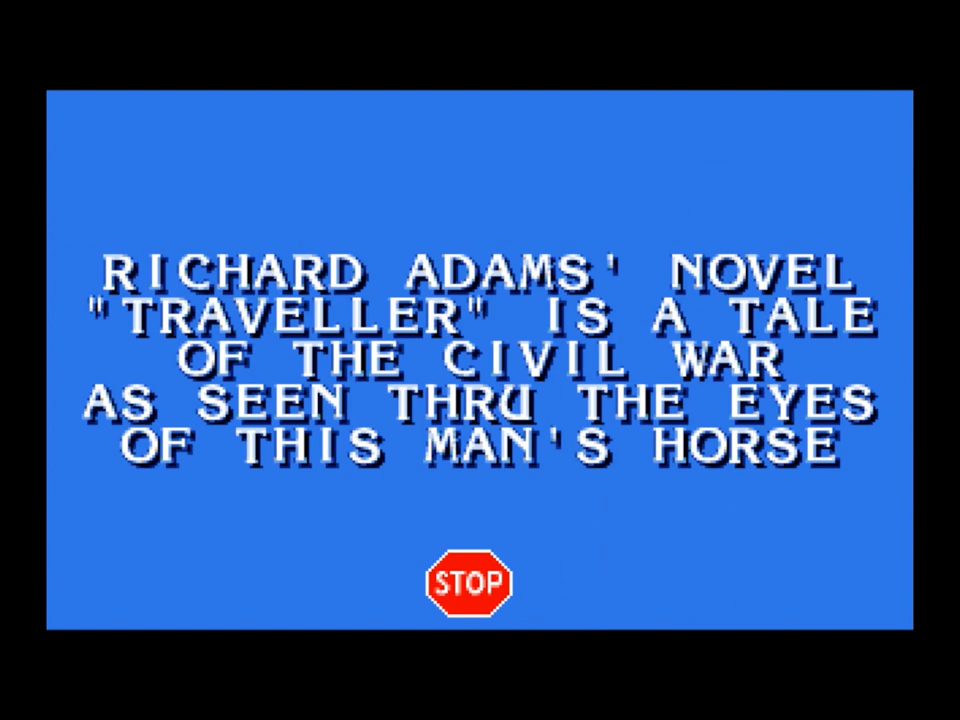 RICHARD ADAMS' NOVEL
"TRAVELLER" IS A TALE
OF THE CIVIL WAR
AS SEEN THRU THE EYES
OF THIS MAN'S HORSE
STOP